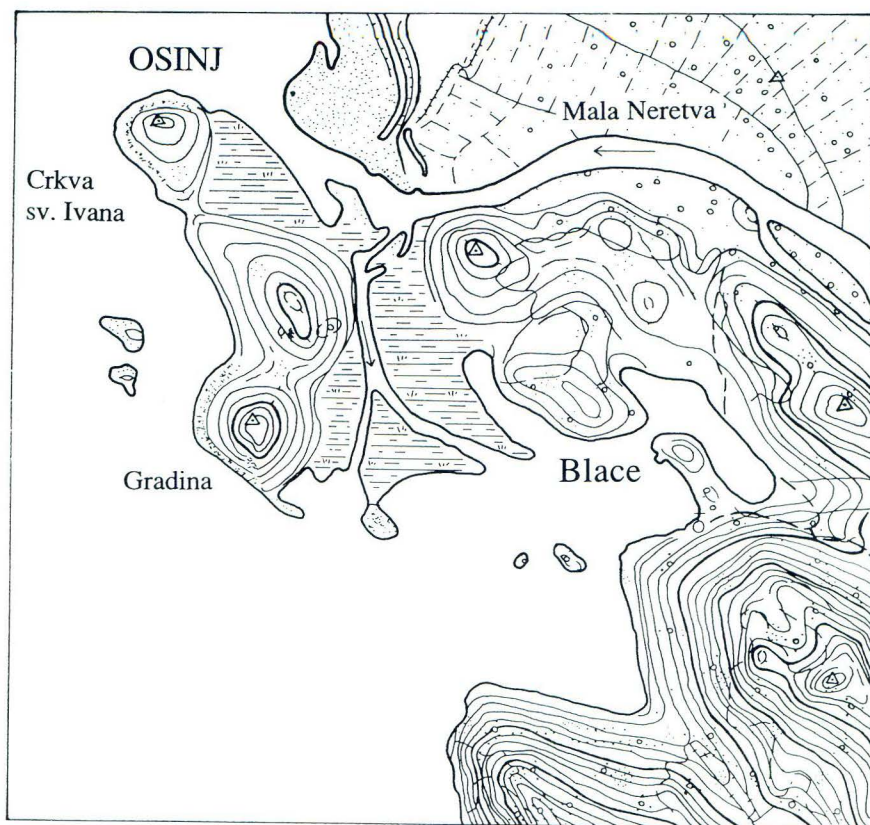 OSINJ
Mala Neretva
Crkva
sv. Ivana
Gradina
Blace